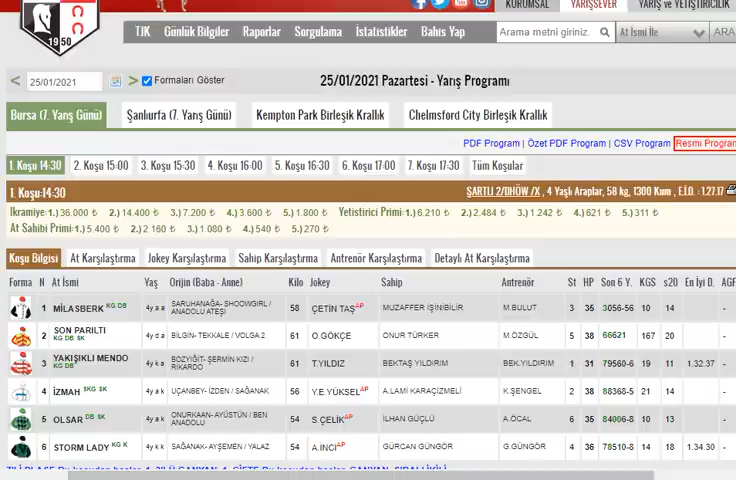 KURUMSAL YARIŞSEVER YARIŞ ve YETİŞTİRİCİLİK
C C
1950
TJK Günlük Bilgiler Raporlar Sorgulama İstatistikler Bahis Yap Arama metni giriniz. At İsmi İle ARA
< 25/01/2021 > Formaları Göster 25/01/2021 Pazartesi - Yarış Programı
Bursa (7. Yarış Günü) Şanlıurfa (7. Yarış Günü) Kempton Park Birleşik Krallık Chelmsford City Birleşik Krallık
PDF Program | Özet PDF Program | CSV Program Resmi Program
1. Koşu 14:30 2. Koşu 15:00 3. Koşu 15:30 4. Koşu 16:00 5. Koşu 16:30 6. Koşu 17:00 7. Koşu 17:30 Tüm Koşular
1. Koşu:14:30 ŞARTLI 2/DHÖW /X , 4 Yaşlı Araplar, 58 kg, 1300 Kum , E.İ.D. : 1.27.17
İkramiye: 1.) 36.000 ₺ 2.) 14.400 ₺ 3.) 7.200 ₺ 4.) 3.600 ₺ 5.) 1.800 ₺ Yetistirici Primi: 1.) 6.210 ₺ 2.) 2.484 ₺ 3.) 1.242 ₺ 4.) 621 ₺ 5.) 311 ₺
At Sahibi Primi: 1.) 5.400 ₺ 2.) 2.160 ₺ 3.) 1.080 ₺ 4.) 540 ₺ 5.) 270 ₺
Koşu Bilgisi At Karşılaştırma Jokey Karşılaştırma Sahip Karşılaştırma Antrenör Karşılaştırma Detaylı At Karşılaştırma
Forma N At İsmi Yaş Orijin (Baba - Anne) Kilo Jokey Sahip Antrenör St HP Son 6 Y. KGS s20 En İyi D. AGF
1 MİLASBERK KG DB 4y a a SARUHANAĞA- SHOOWGIRL / ANADOLU ATEŞİ 58 ÇETİN TAŞ AP MUZAFFER IŞINİBİLİR M.BULUT 3 35 3056-56 10 14 -
2 SON PARILTI KG DB SK 4y d a BİLGİN- TEKKALE / VOLGA.2 61 O.GÖKÇE ONUR TÜRKER M.ÖZGÜL 5 38 66621 167 20 -
3 YAKIŞIKLI MENDO KG DB 4y a k BOZYİĞİT- ŞERMİN KIZI / RİKARDO 61 T.YILDIZ BEKTAŞ YILDIRIM BEK.YILDIRIM 1 31 79560-6 19 11 1.32.37 -
4 İZMAH SKG SK 4y a k UÇANBEY- İZDEN / SAĞANAK 56 Y.E.YÜKSEL AP A.LAMİ KARAÇİZMELİ K.ŞENGEL 2 38 88368-5 21 14 -
5 OLSAR DB SK 4y a k ONURKAAN- AYÜSTÜN / BEN ANADOLU 54 S.ÇELİK AP İLHAN GÜÇLÜ A.ÖCAL 6 35 84006-8 10 13 -
6 STORM LADY KG K 4y k k SAĞANAK- AYŞEMEN / YALAZ 54 A.İNCİ AP GÜRCAN GÜNGÖR G.GÜNGÖR 4 36 78510-8 14 18 1.34.30 -